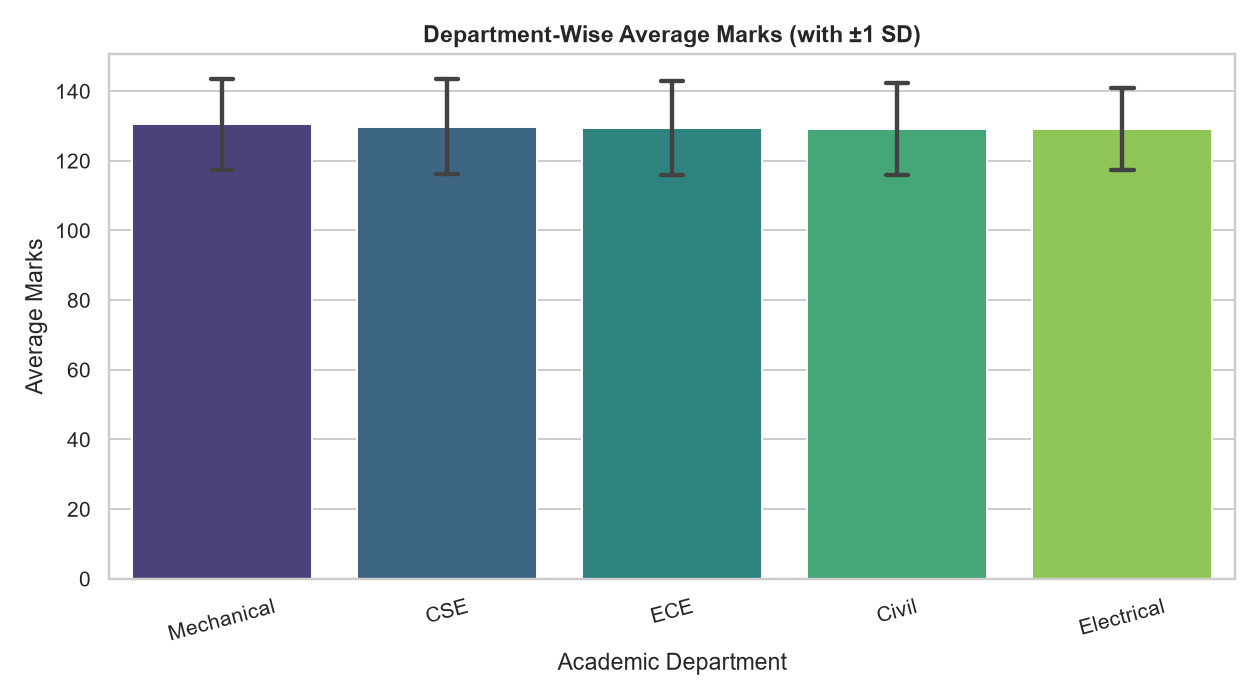 Department-Wise Average Marks (with ±1 SD)
Average Marks
140
120
100
80
60
40
20
0
Mechanical
CSE
ECE
Civil
Electrical
Academic Department